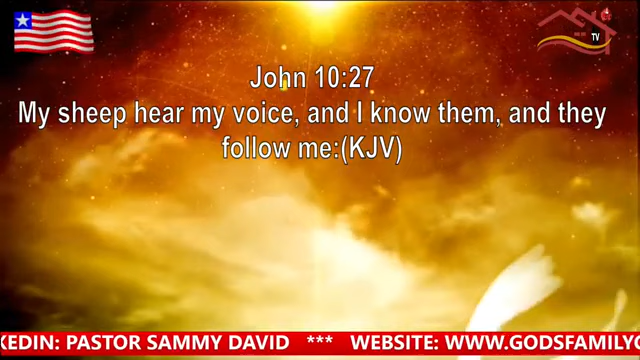 TV
John 10:27
My sheep hear my voice, and I know them, and they
follow me:(KJV)
KEDIN: PASTOR SAMMY DAVID *** WEBSITE: WWW.GODSFAMILYC